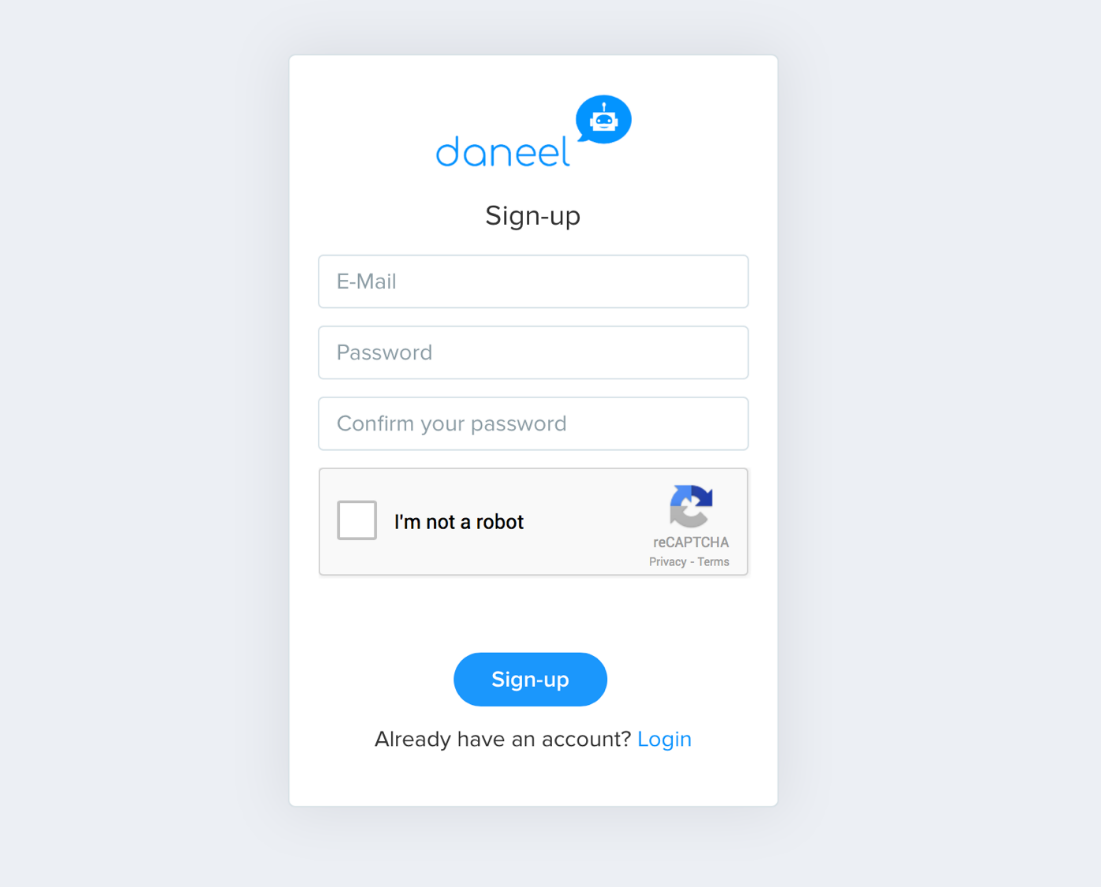 daneel
Sign-up
E-Mail
Password
Confirm your password
I'm not a robot
reCAPTCHA
Privacy - Terms
Sign-up
Already have an account? Login